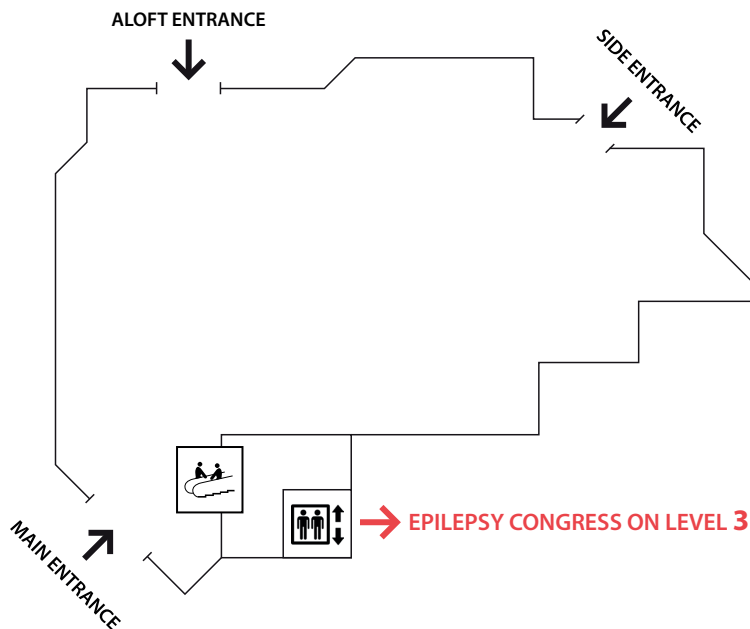 ALOFT ENTRANCE
SIDE ENTRANCE
EPILEPSY CONGRESS ON LEVEL 3
MAIN ENTRANCE